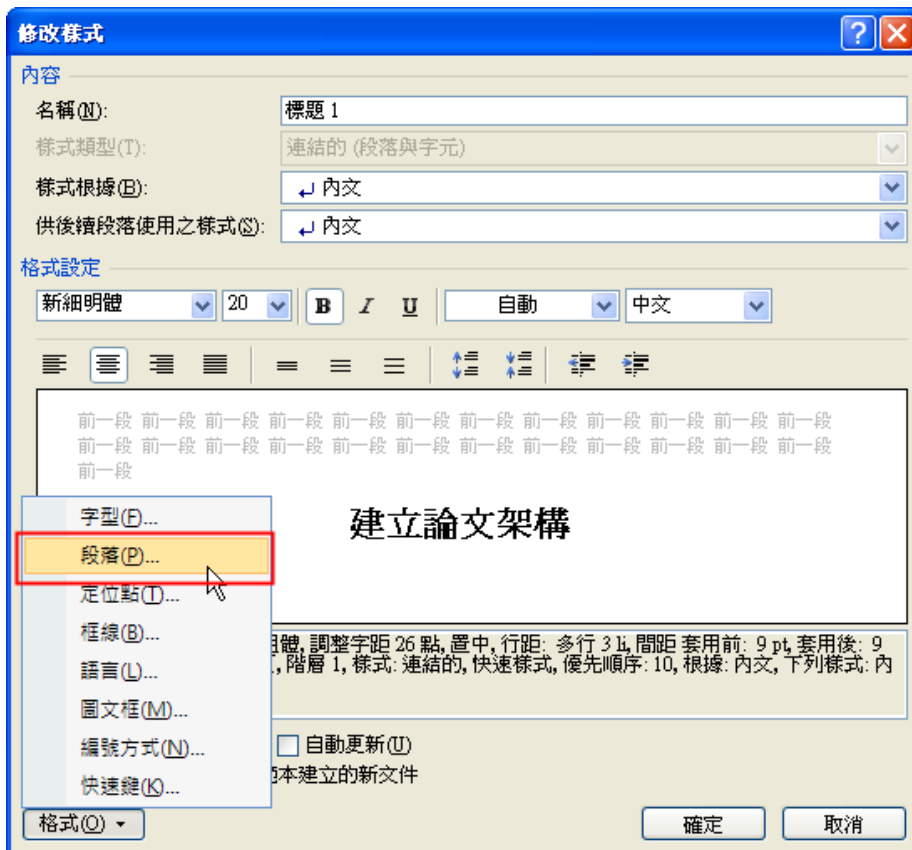 修改樣式
內容
名稱(N): 標題 1
樣式類型(T): 連結的 (段落與字元)
樣式根據(B): 內文
供後續段落使用之樣式(S): 內文
格式設定
新細明體 20 B I U 自動 中文
前一段 前一段 前一段 前一段 前一段 前一段 前一段 前一段 前一段 前一段 前一段 前一段
前一段 前一段 前一段 前一段 前一段 前一段 前一段 前一段 前一段 前一段 前一段 前一段
前一段
建立論文架構
字型(F)...
段落(P)...
定位點(T)...
框線(B)...
語言(L)...
圖文框(M)...
編號方式(N)...
快速鍵(K)...
體, 調整字距 26 點, 置中, 行距: 多行 3 li, 間距 套用前: 9 pt, 套用後: 9
, 階層 1, 樣式: 連結的, 快速樣式, 優先順序: 10, 根據: 內文, 下列樣式: 內
自動更新(U)
本建立的新文件
格式(O) 確定 取消